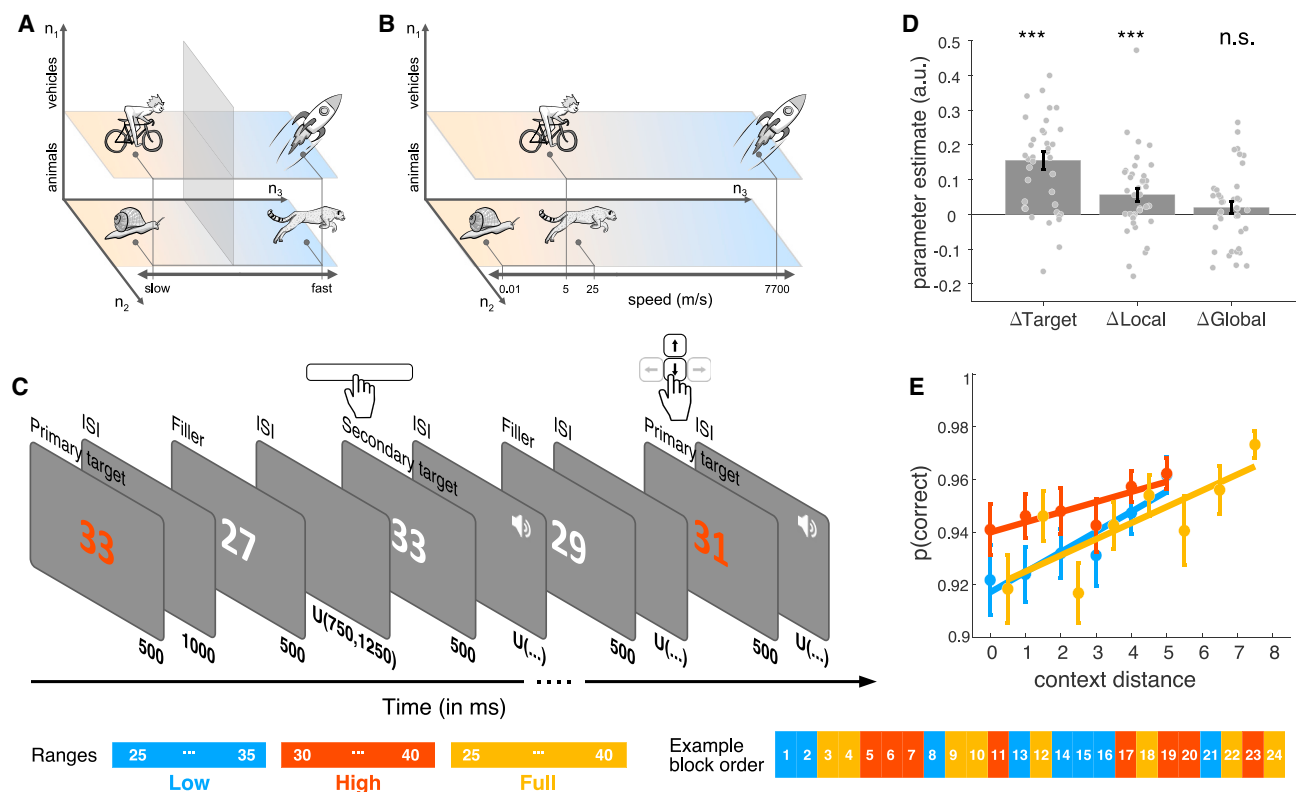 A
n1
vehicles
animals
n3
n2
slow
fast
B
n1
vehicles
animals
n3
n2
0.01
5
25
speed (m/s)
7700
C
Primary target
ISI
Filler
ISI
Secondary target
ISI
Filler
ISI
Primary target
ISI
33
27
33
29
31
500
1000
500
U(750,1250)
500
U(...)
500
U(...)
500
U(...)
Time (in ms)
Ranges
25 ... 35
30 ... 40
25 ... 40
Low
High
Full
D
*** *** n.s.
0.5
0.4
0.3
0.2
0.1
0
-0.1
-0.2
parameter estimate (a.u.)
ΔTarget ΔLocal ΔGlobal
E
1
0.98
0.96
0.94
0.92
0.9
p(correct)
0 1 2 3 4 5 6 7 8
context distance
Example
block order
1 2 3 4 5 6 7 8 9 10 11 13 12 14 15 16 17 18 19 20 21 22 23 24